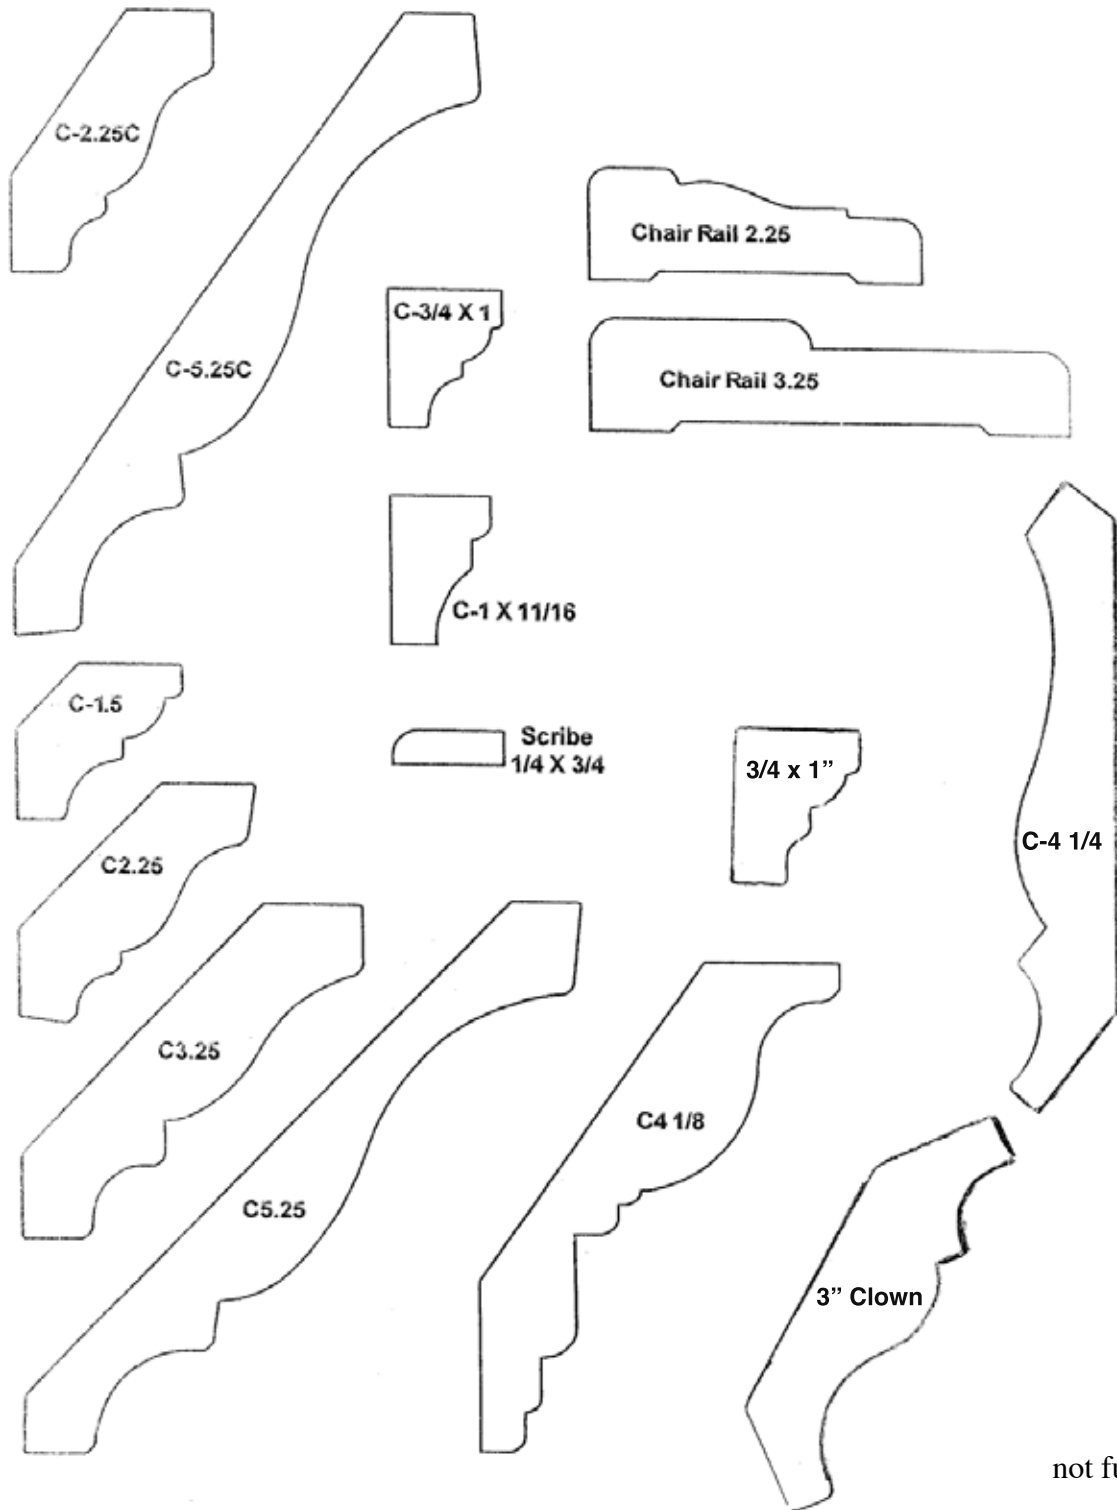 C-2.25C
Chair Rail 2.25
C-3/4 X 1
C-5.25C
Chair Rail 3.25
C-1 X 11/16
C-1.5
Scribe
1/4 X 3/4
3/4 x 1”
C-4 1/4
C2.25
C3.25
C4 1/8
C5.25
3” Clown
not